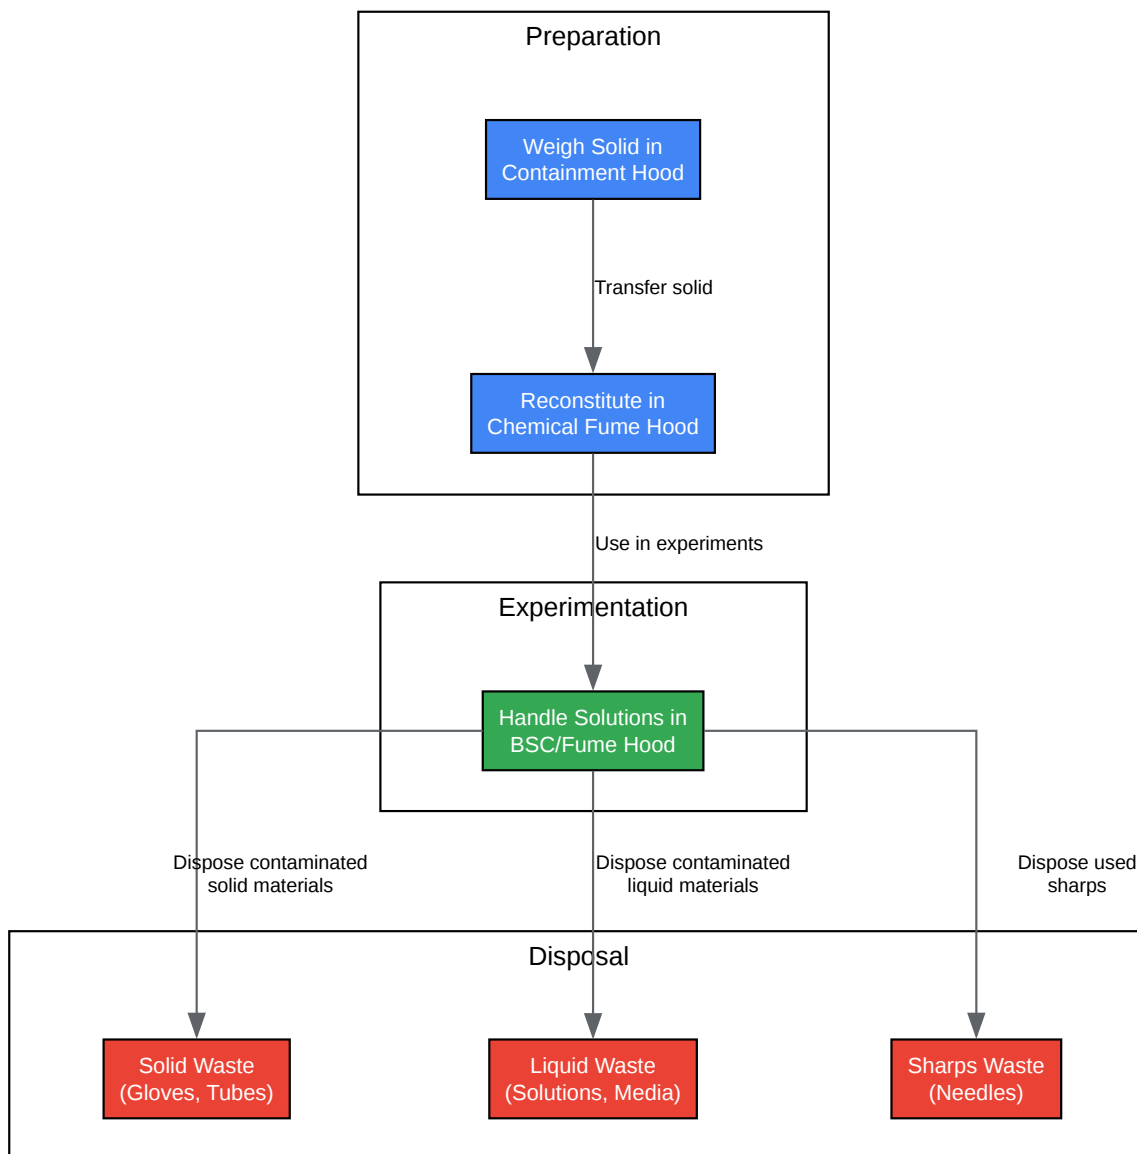 Preparation
Weigh Solid in
Containment Hood
Transfer solid
Reconstitute in
Chemical Fume Hood
Use in experiments
Experimentation
Handle Solutions in
BSC/Fume Hood
Dispose contaminated
solid materials
Dispose contaminated
liquid materials
Dispose used
sharps
Disposal
Solid Waste
(Gloves, Tubes)
Liquid Waste
(Solutions, Media)
Sharps Waste
(Needles)